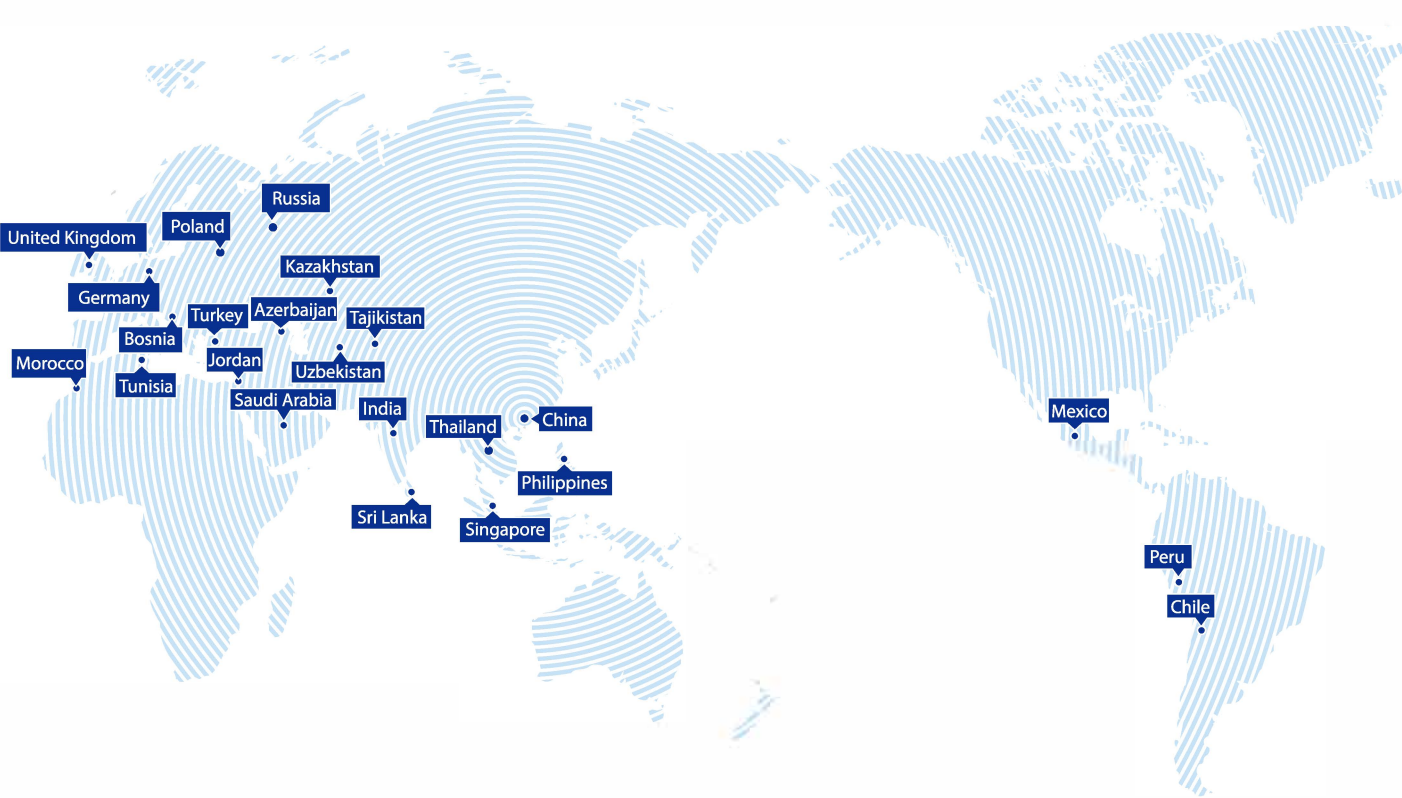 Russia
Poland
United Kingdom
Kazakhstan
Germany
Azerbaijan
Turkey
Tajikistan
Bosnia
Jordan
Morocco
Uzbekistan
Tunisia
Saudi Arabia
India
Mexico
China
Thailand
Philippines
Sri Lanka
Singapore
Peru
Chile